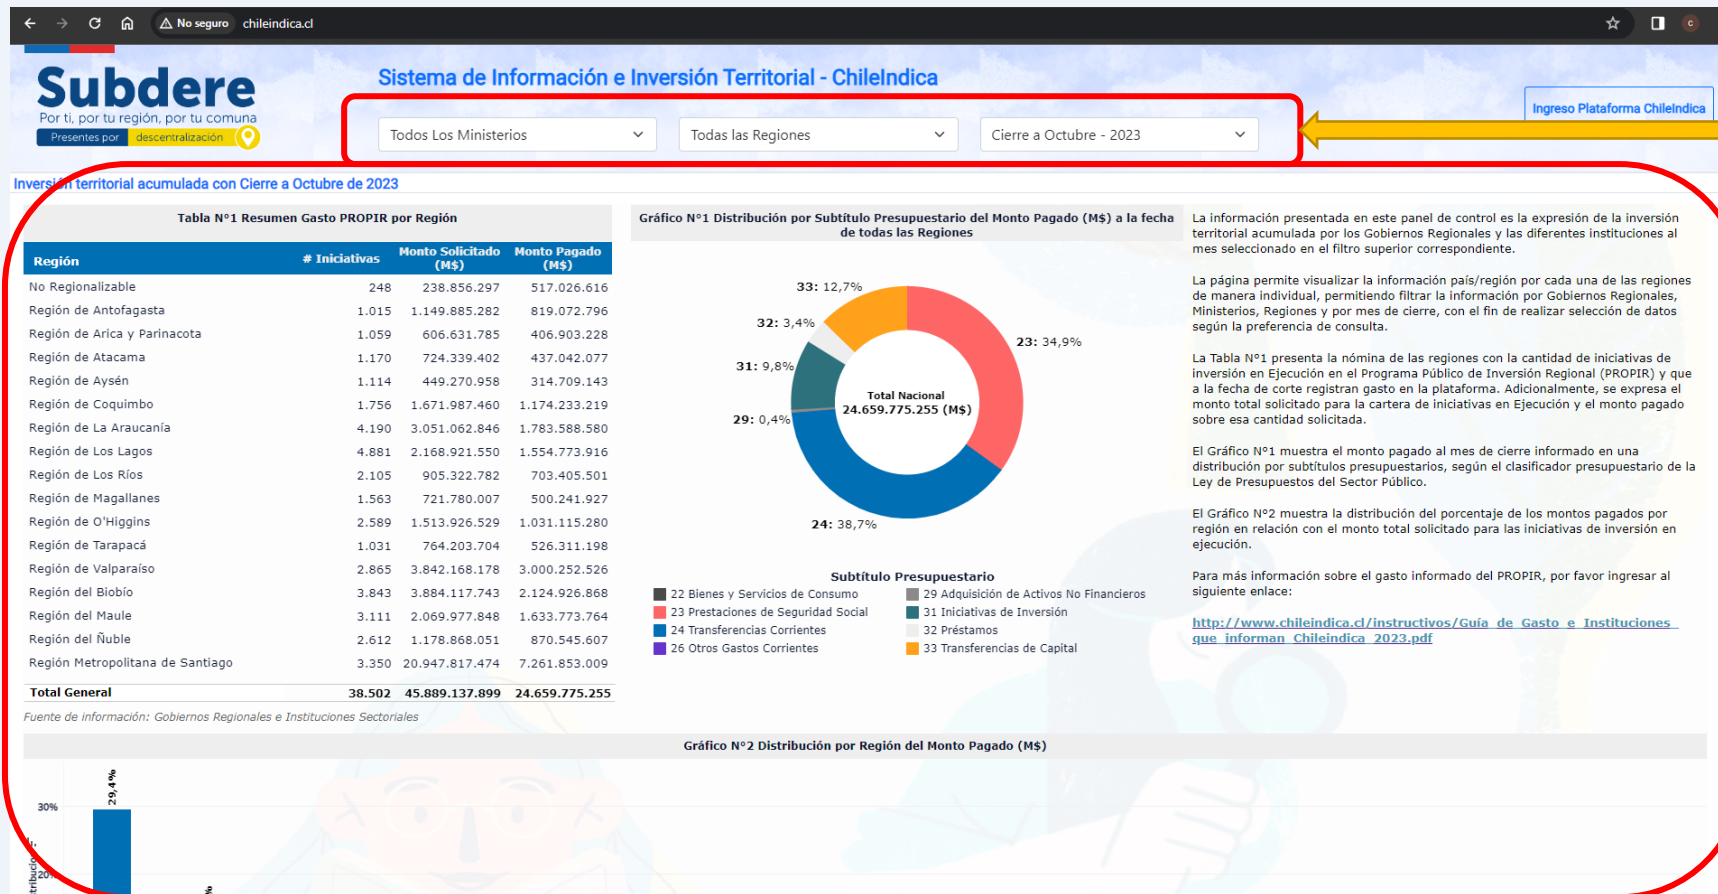 No seguro chileindica.cl
Subdere
Por ti, por tu región, por tu comuna
Presentes por descentralización
Sistema de Información e Inversión Territorial - ChileIndica
Ingreso Plataforma ChileIndica
Todos Los Ministerios Todas las Regiones Cierre a Octubre - 2023
Inversión territorial acumulada con Cierre a Octubre de 2023
Tabla N°1 Resumen Gasto PROPIR por Región
Región # Iniciativas Monto Solicitado (M$) Monto Pagado (M$)
No Regionalizable 248 238.856.297 517.026.616
Región de Antofagasta 1.015 1.149.885.282 819.072.796
Región de Arica y Parinacota 1.059 606.631.785 406.903.228
Región de Atacama 1.170 724.339.402 437.042.077
Región de Aysén 1.114 449.270.958 314.709.143
Región de Coquimbo 1.756 1.671.987.460 1.174.233.219
Región de La Araucanía 4.190 3.051.062.846 1.783.588.580
Región de Los Lagos 4.881 2.168.921.550 1.554.773.916
Región de Los Ríos 2.105 905.322.782 703.405.501
Región de Magallanes 1.563 721.780.007 500.241.927
Región de O'Higgins 2.589 1.513.926.529 1.031.115.280
Región de Tarapacá 1.031 764.203.704 526.311.198
Región de Valparaíso 2.865 3.842.168.178 3.000.252.526
Región del Biobío 3.843 3.884.117.743 2.124.926.868
Región del Maule 3.111 2.069.977.848 1.633.773.764
Región del Ñuble 2.612 1.178.868.051 870.545.607
Región Metropolitana de Santiago 3.350 20.947.817.474 7.261.853.009
Total General 38.502 45.889.137.899 24.659.775.255
Fuente de información: Gobiernos Regionales e Instituciones Sectoriales
Gráfico N°1 Distribución por Subtítulo Presupuestario del Monto Pagado (M$) a la fecha
de todas las Regiones
33: 12,7%
32: 3,4%
23: 34,9%
31: 9,8%
Total Nacional
24.659.775.255 (M$)
29: 0,4%
24: 38,7%
Subtítulo Presupuestario
22 Bienes y Servicios de Consumo 29 Adquisición de Activos No Financieros
23 Prestaciones de Seguridad Social 31 Iniciativas de Inversión
24 Transferencias Corrientes 32 Préstamos
26 Otros Gastos Corrientes 33 Transferencias de Capital
La información presentada en este panel de control es la expresión de la inversión
territorial acumulada por los Gobiernos Regionales y las diferentes instituciones al
mes seleccionado en el filtro superior correspondiente.
La página permite visualizar la información país/región por cada una de las regiones
de manera individual, permitiendo filtrar la información por Gobiernos Regionales,
Ministerios, Regiones y por mes de cierre, con el fin de realizar selección de datos
según la preferencia de consulta.
La Tabla N°1 presenta la nómina de las regiones con la cantidad de iniciativas de
inversión en Ejecución en el Programa Público de Inversión Regional (PROPIR) y que
a la fecha de corte registran gasto en la plataforma. Adicionalmente, se expresa el
monto total solicitado para la cartera de iniciativas en Ejecución y el monto pagado
sobre esa cantidad solicitada.
El Gráfico N°1 muestra el monto pagado al mes de cierre informado en una
distribución por subtítulos presupuestarios, según el clasificador presupuestario de la
Ley de Presupuestos del Sector Público.
El Gráfico N°2 muestra la distribución del porcentaje de los montos pagados por
región en relación con el monto total solicitado para las iniciativas de inversión en
ejecución.
Para más información sobre el gasto informado del PROPIR, por favor ingresar al
siguiente enlace:
http://www.chileindica.cl/instructivos/Guía_de_Gasto_e_Instituciones_
que_informan_Chileindica_2023.pdf
Gráfico N°2 Distribución por Región del Monto Pagado (M$)
29,4%
30%
20%